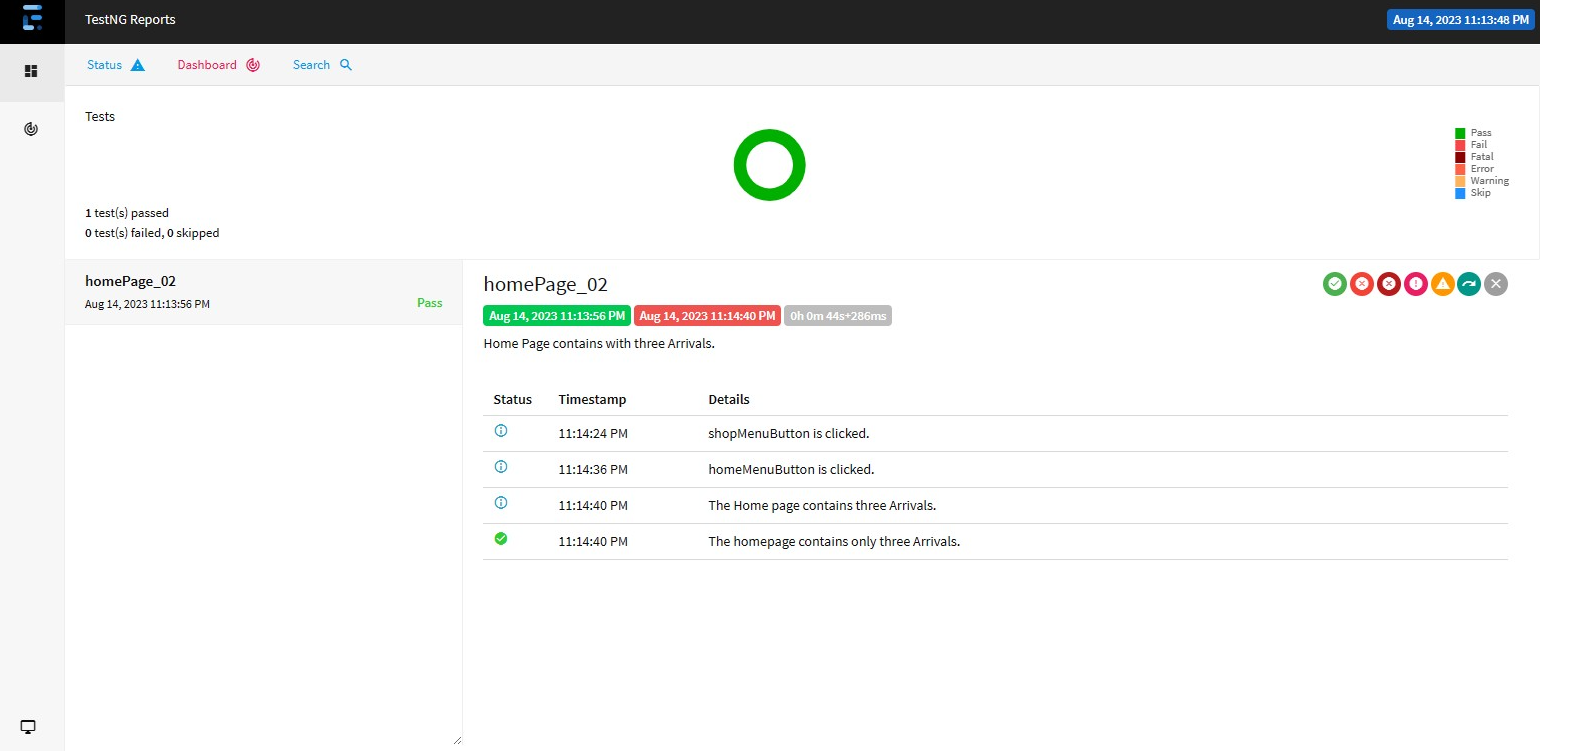 TestNG Reports
Aug 14, 2023 11:13:48 PM
Status
Dashboard
Search
Tests
Pass
Fail
Fatal
Error
Warning
Skip
1 test(s) passed
0 test(s) failed, 0 skipped
homePage_02
Aug 14, 2023 11:13:56 PM
Pass
homePage_02
Aug 14, 2023 11:13:56 PM Aug 14, 2023 11:14:40 PM 0h 0m 44s+286ms
Home Page contains with three Arrivals.
Status Timestamp Details
11:14:24 PM shopMenuButton is clicked.
11:14:36 PM homeMenuButton is clicked.
11:14:40 PM The Home page contains three Arrivals.
11:14:40 PM The homepage contains only three Arrivals.